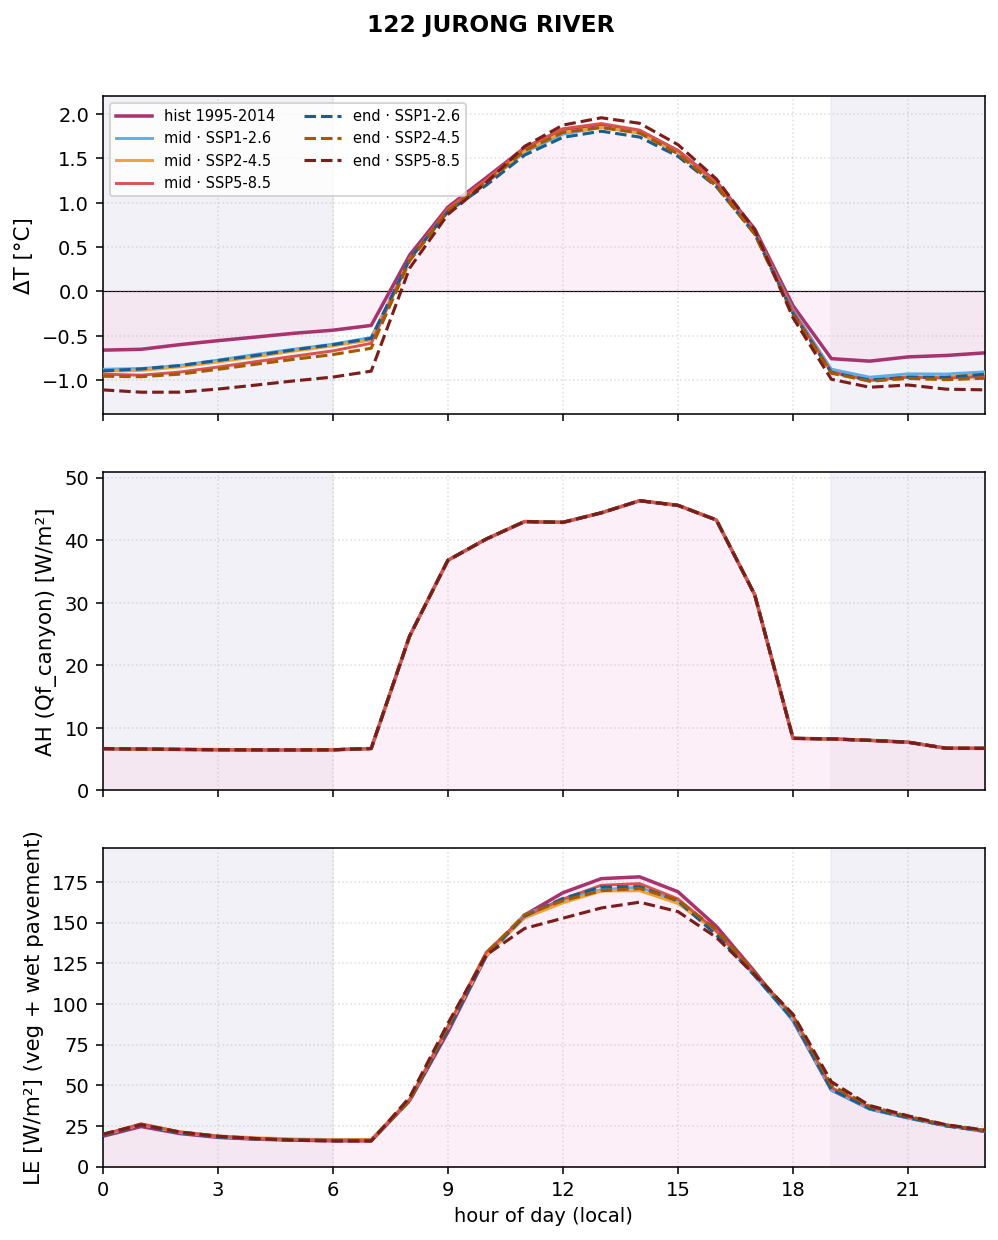 122 JURONG RIVER
hist 1995-2014
mid · SSP1-2.6
mid · SSP2-4.5
mid · SSP5-8.5
end · SSP1-2.6
end · SSP2-4.5
end · SSP5-8.5
ΔT [°C]
2.0
1.5
1.0
0.5
0.0
−0.5
−1.0
AH (Qf_canyon) [W/m²]
50
40
30
20
10
0
LE [W/m²] (veg + wet pavement)
175
150
125
100
75
50
25
0
0 3 6 9 12 15 18 21
hour of day (local)